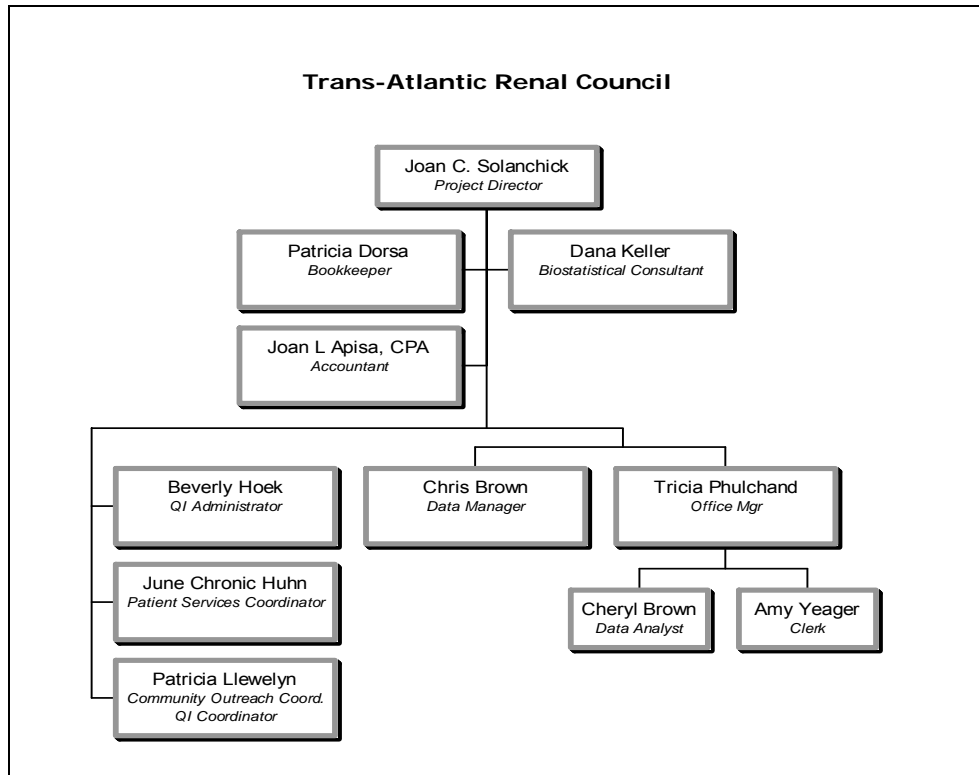 Trans-Atlantic Renal Council
Joan C. Solanchick
Project Director
Patricia Dorsa
Bookkeeper
Dana Keller
Biostatistical Consultant
Joan L Apisa, CPA
Accountant
Beverly Hoek
QI Administrator
Chris Brown
Data Manager
Tricia Phulchand
Office Mgr
June Chronic Huhn
Patient Services Coordinator
Cheryl Brown
Data Analyst
Amy Yeager
Clerk
Patricia Llewelyn
Community Outreach Coord.
QI Coordinator